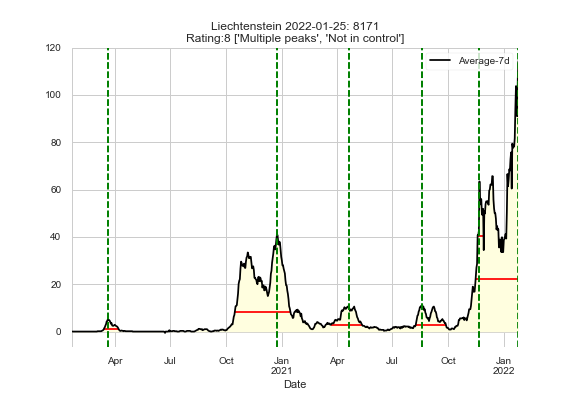 Liechtenstein 2022-01-25: 8171
Rating:8 ['Multiple peaks', 'Not in control']
Average-7d
120
100
80
60
40
20
0
Apr Jul Oct Jan Apr Jul Oct Jan
2021 2022
Date